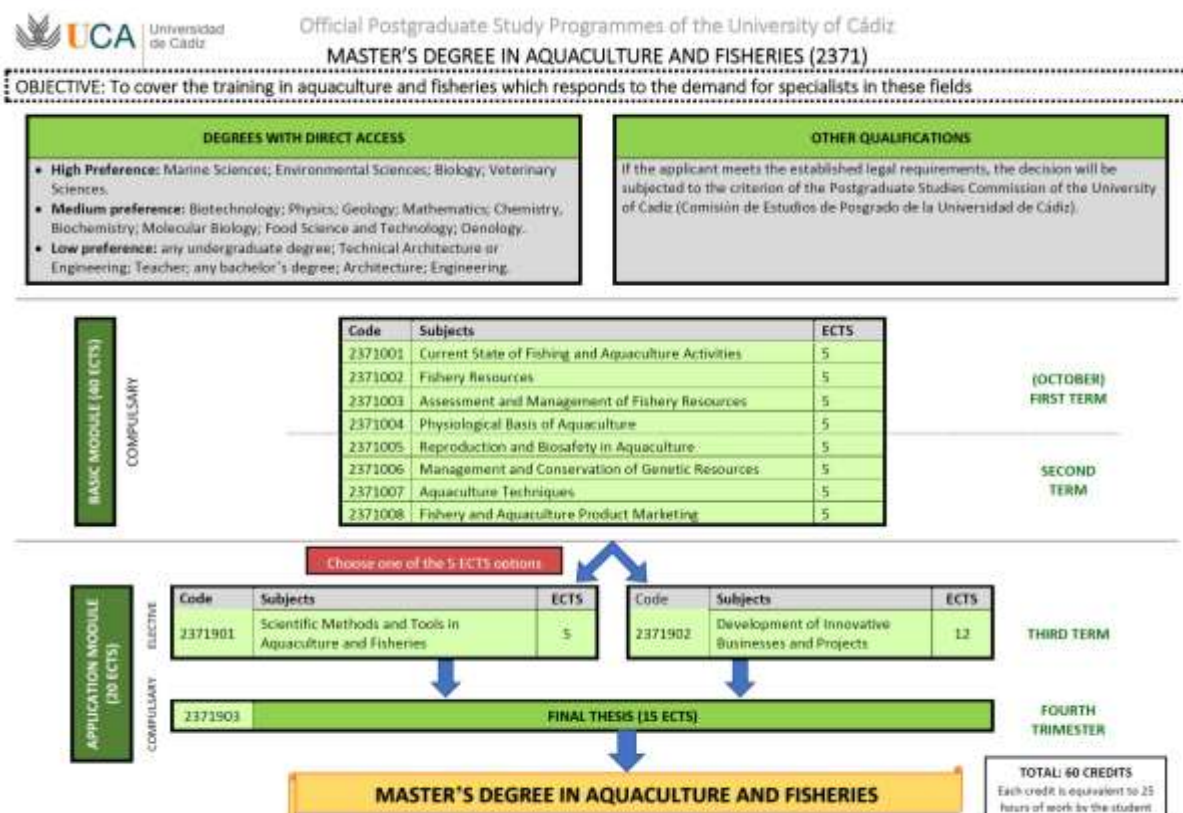 UCA
Universidad
de Cádiz
Official Postgraduate Study Programmes of the University of Cádiz
MASTER'S DEGREE IN AQUACULTURE AND FISHERIES (2371)
OBJECTIVE: To cover the training in aquaculture and fisheries which responds to the demand for specialists in these fields
DEGREES WITH DIRECT ACCESS
• High Preference: Marine Sciences; Environmental Sciences; Biology; Veterinary
Sciences.
• Medium preference: Biotechnology; Physics; Geology; Mathematics; Chemistry,
Biochemistry; Molecular Biology; Food Science and Technology; Oenology.
• Low preference: any undergraduate degree; Technical Architecture or
Engineering; Teacher; any bachelor´s degree; Architecture; Engineering.
OTHER QUALIFICATIONS
If the applicant meets the established legal requirements, the decision will be
subjected to the criterion of the Postgraduate Studies Commission of the University
of Cadiz (Comisión de Estudios de Posgrado de la Universidad de Cádiz).
BASIC MODULE (40 ECTS)
COMPULSARY
Code Subjects ECTS
2371001 Current State of Fishing and Aquaculture Activities 5
2371002 Fishery Resources 5
2371003 Assessment and Management of Fishery Resources 5
2371004 Physiological Basis of Aquaculture 5
2371005 Reproduction and Biosafety in Aquaculture 5
2371006 Management and Conservation of Genetic Resources 5
2371007 Aquaculture Techniques 5
2371008 Fishery and Aquaculture Product Marketing 5
(OCTOBER)
FIRST TERM
SECOND
TERM
Choose one of the 5 ECTS options
APPLICATION MODULE
(20 ECTS)
ELECTIVE
Code Subjects ECTS
2371901 Scientific Methods and Tools in
Aquaculture and Fisheries 5
Code Subjects ECTS
2371902 Development of Innovative
Businesses and Projects 12
THIRD TERM
COMPULSARY
2371903 FINAL THESIS (15 ECTS)
FOURTH
TRIMESTER
MASTER'S DEGREE IN AQUACULTURE AND FISHERIES
TOTAL: 60 CREDITS
Each credit is equivalent to 25
hours of work by the student